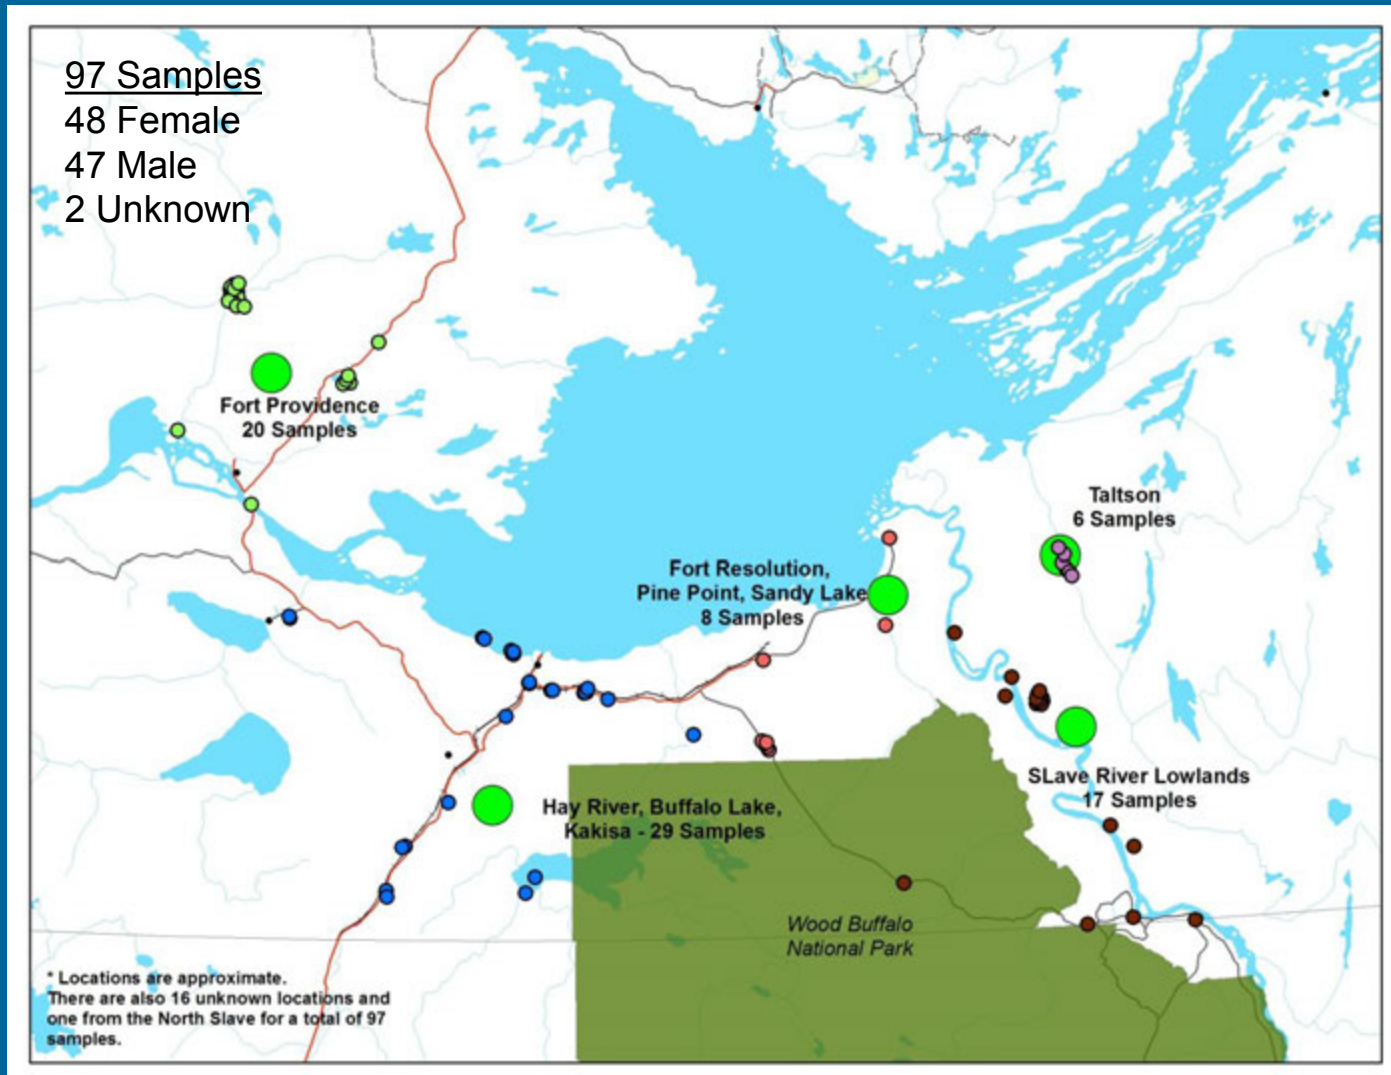 97 Samples
48 Female
47 Male
2 Unknown
Fort Providence
20 Samples
Taltson
6 Samples
Fort Resolution,
Pine Point, Sandy Lake
8 Samples
SLave River Lowlands
17 Samples
Hay River, Buffalo Lake,
Kakisa - 29 Samples
Wood Buffalo
National Park
* Locations are approximate.
There are also 16 unknown locations and
one from the North Slave for a total of 97
samples.